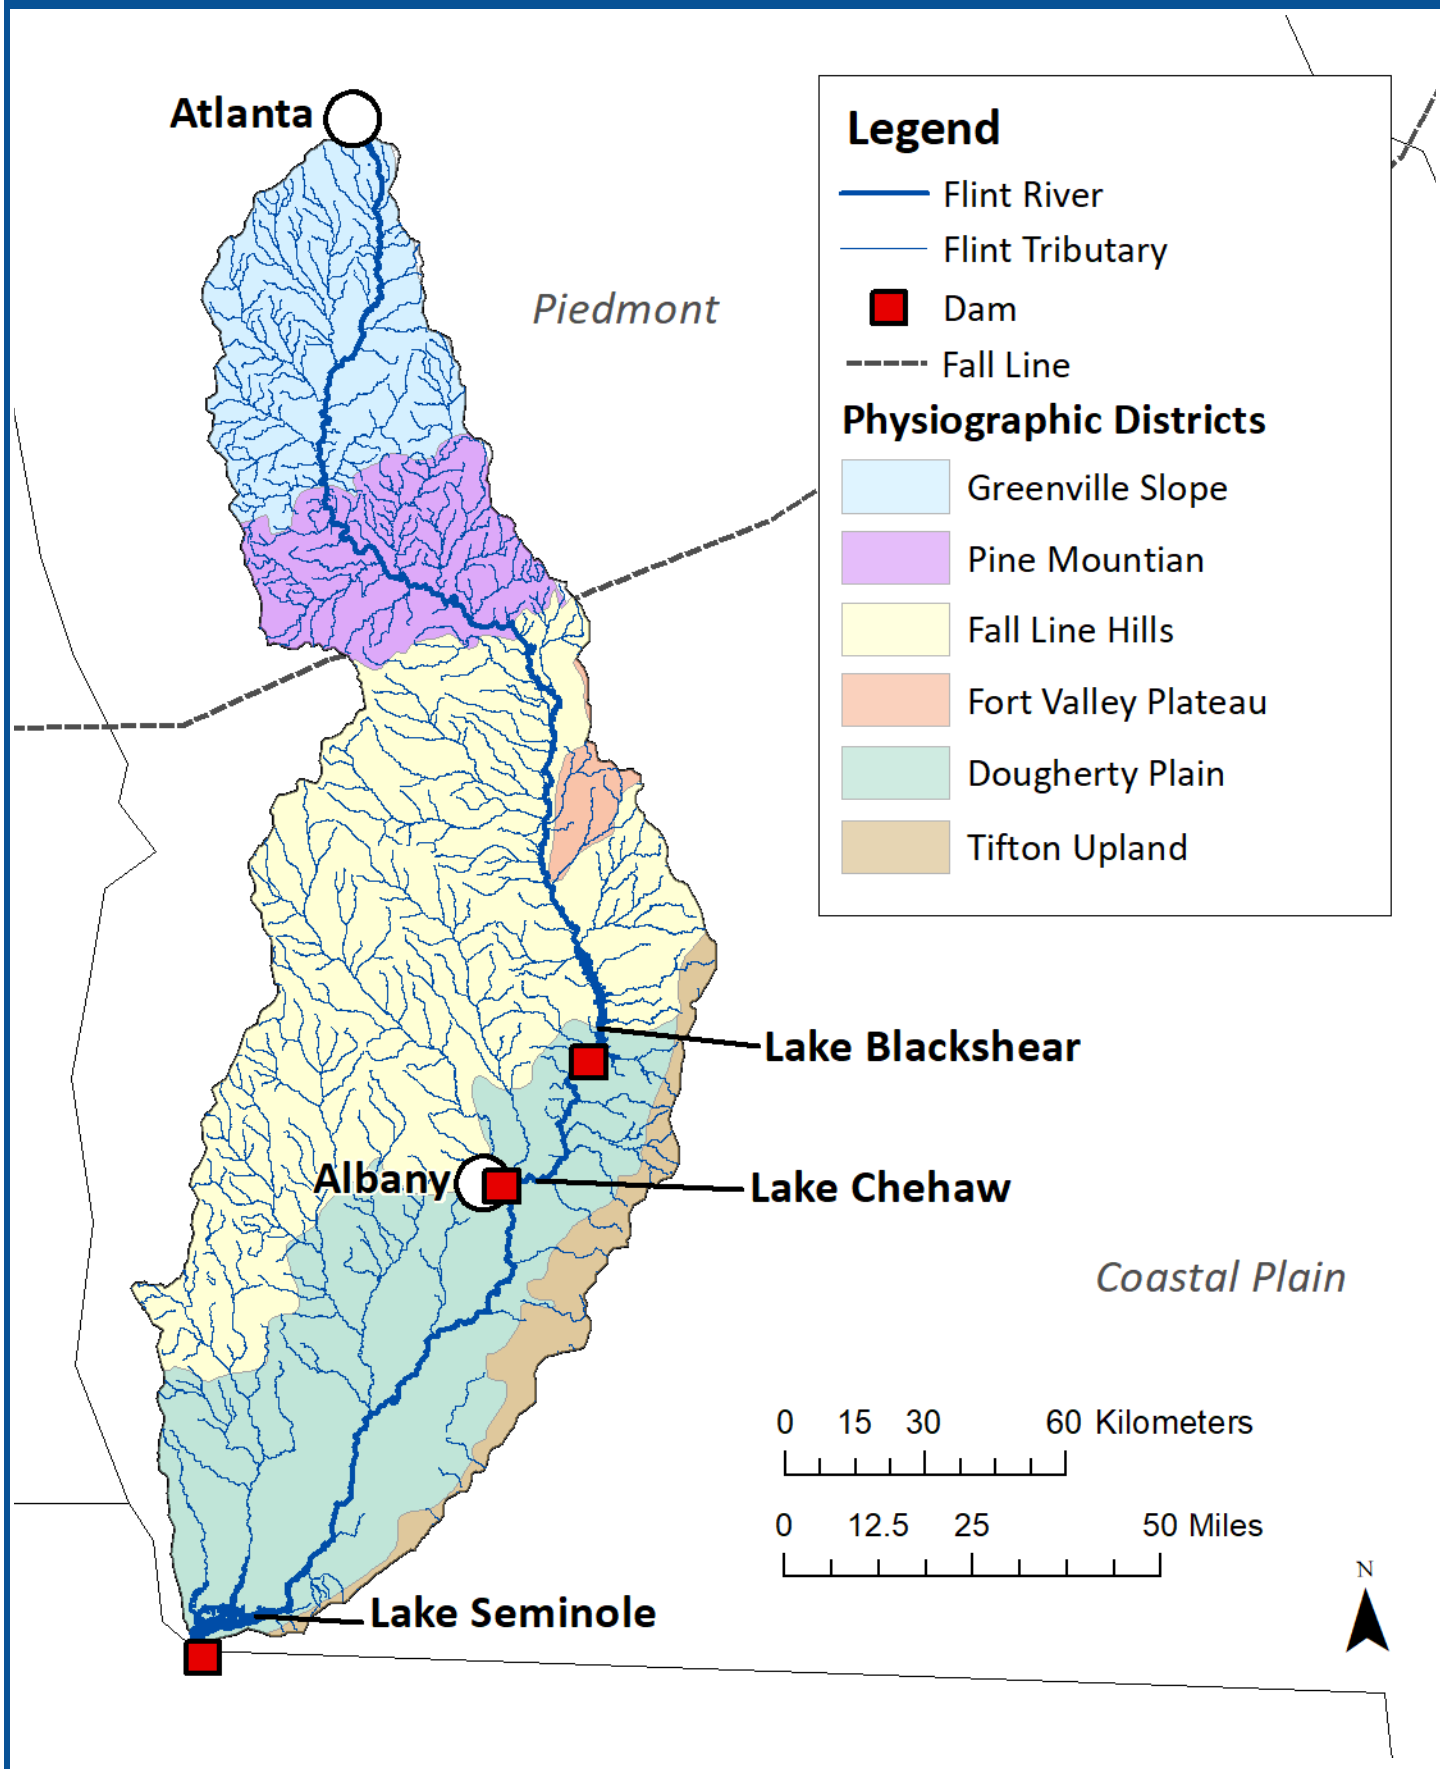 Atlanta
Legend
Flint River
Flint Tributary
Dam
Fall Line
Physiographic Districts
Greenville Slope
Pine Mountian
Fall Line Hills
Fort Valley Plateau
Dougherty Plain
Tifton Upland
Piedmont
Lake Blackshear
Albany
Lake Chehaw
Coastal Plain
0 15 30 60 Kilometers
0 12.5 25 50 Miles
N
Lake Seminole